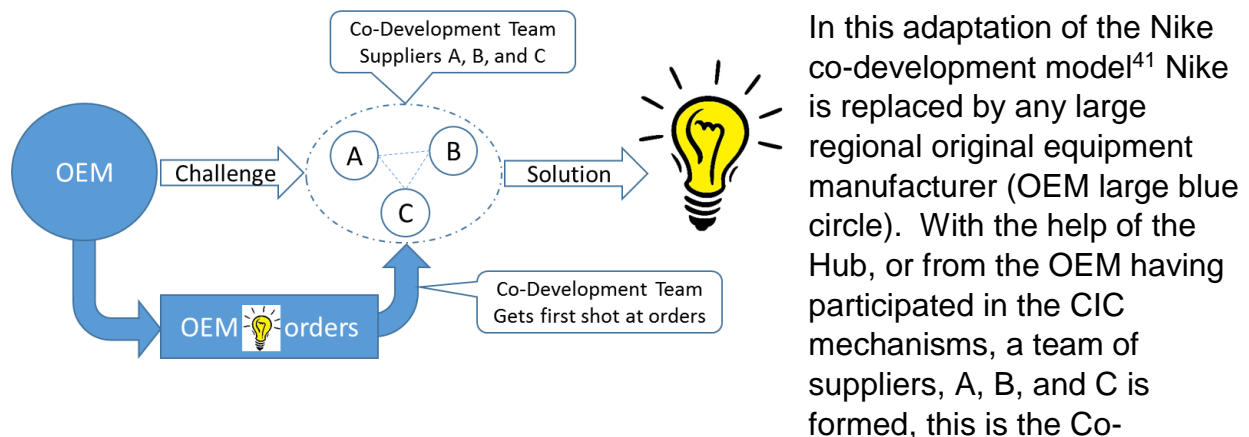 Co-Development Team
Suppliers A, B, and C
OEM
Challenge
A
B
C
Solution
OEM orders
Co-Development Team
Gets first shot at orders
In this adaptation of the Nike
co-development model41 Nike
is replaced by any large
regional original equipment
manufacturer (OEM large blue
circle).  With the help of the
Hub, or from the OEM having
participated in the CIC
mechanisms, a team of
suppliers, A, B, and C is
formed, this is the Co-